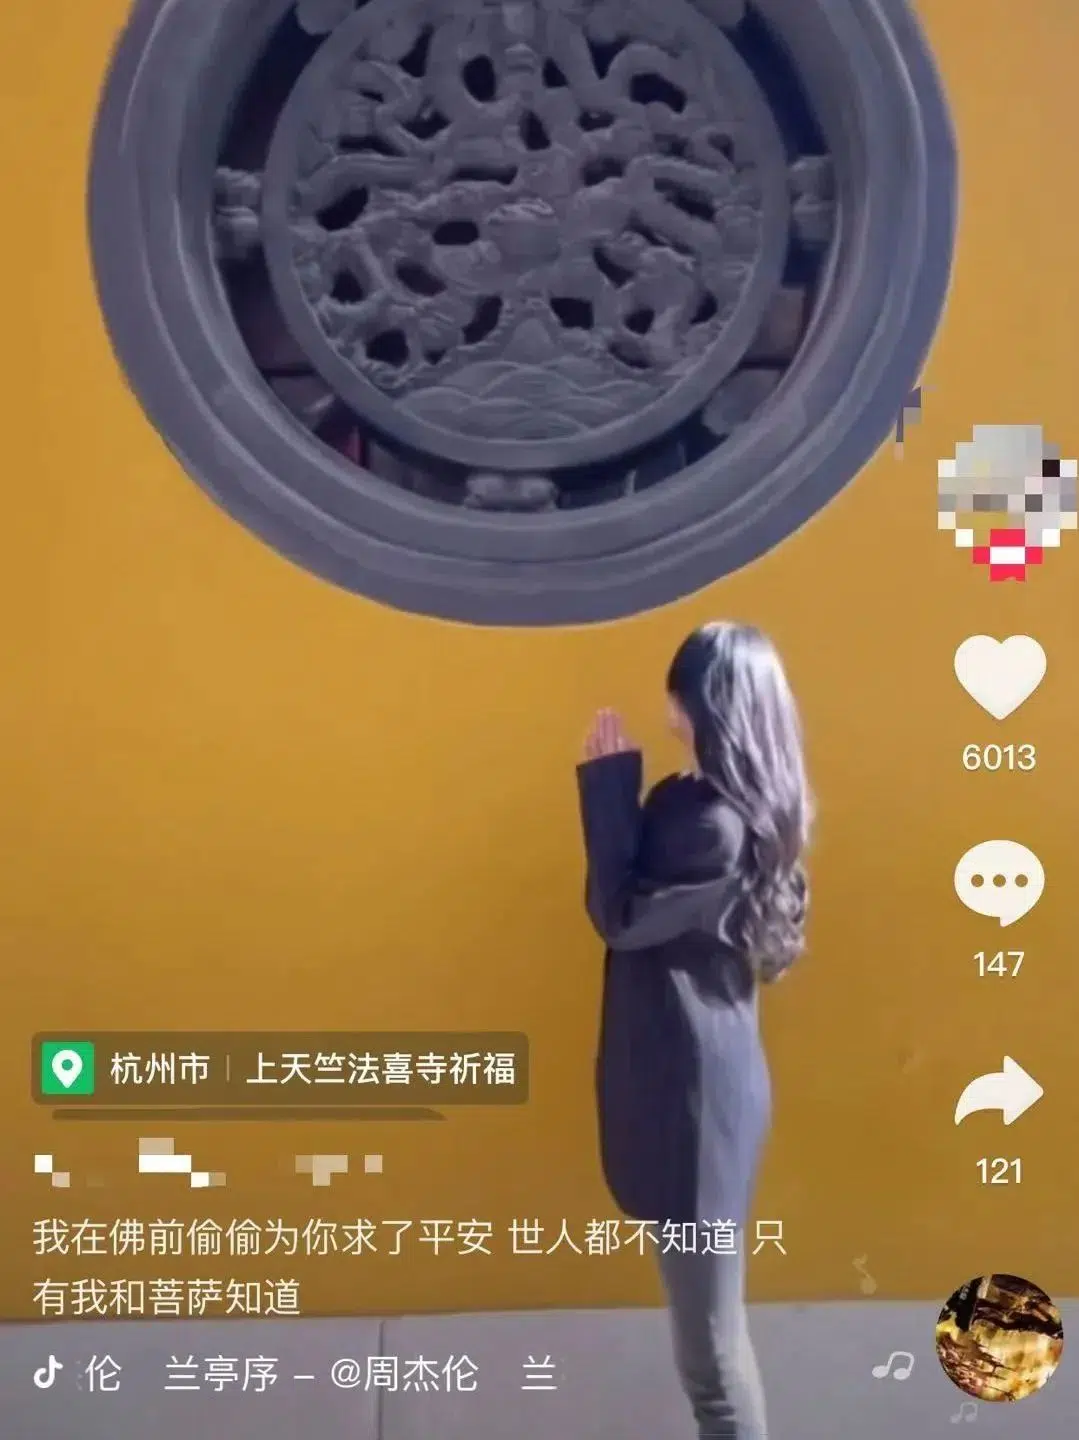 6013
147
121
杭州市 | 上天竺法喜寺祈福
我在佛前偷偷为你求了平安 世人都不知道 只
有我和菩萨知道
伦 兰亭序 – @周杰伦 兰